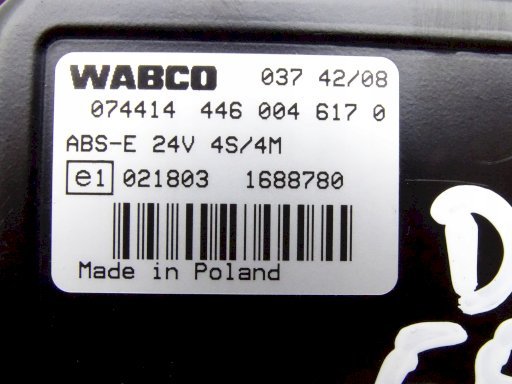 WABCO 037 42/08
074414 446 004 617 0
ABS-E 24V 4S/4M
e1 021803 1688780
Made in Poland